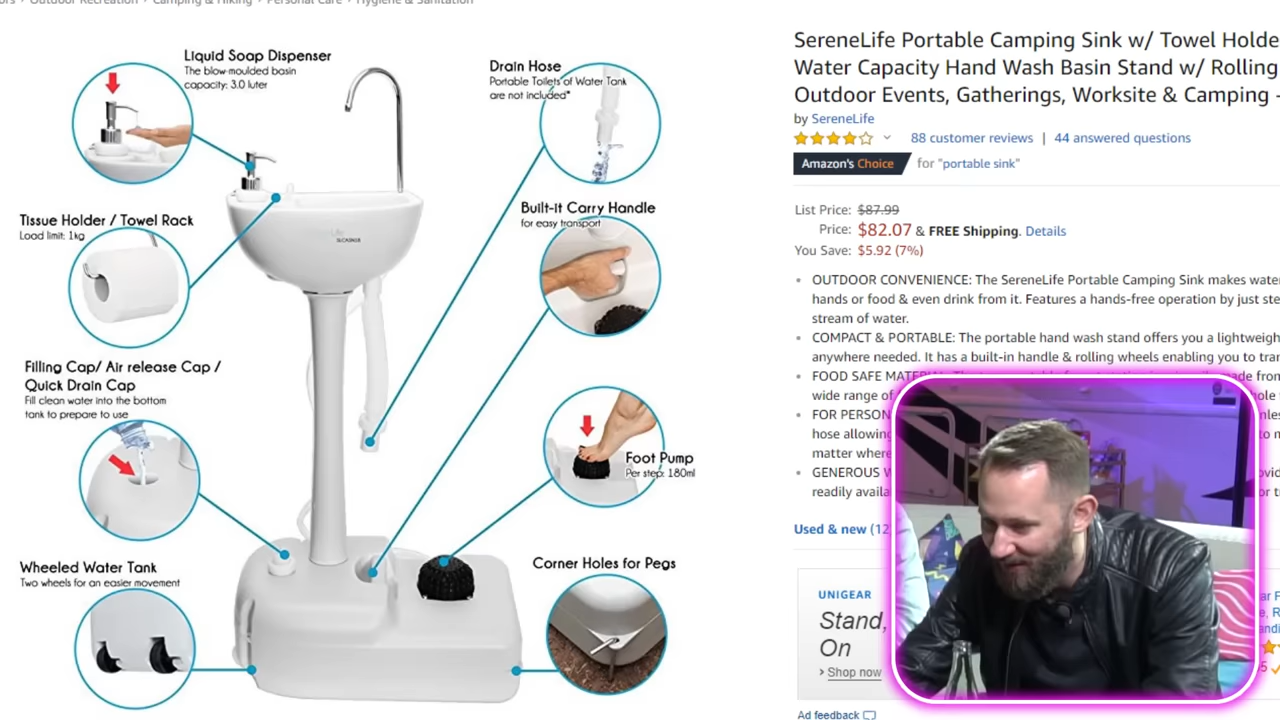 Outdoor Recreation › Camping & Hiking › Personal Care › Hygiene & Sanitation
Liquid Soap Dispenser
The blow-moulded basin
capacity: 3.0 luter
Drain Hose
Portable Toilets of Water Tank
are not included*
Tissue Holder / Towel Rack
Load limit: 1kg
Built-it Carry Handle
for easy transport
Filling Cap/ Air release Cap /
Quick Drain Cap
Fill clean water into the bottom
tank to prepare to use
Foot Pump
Per step: 180ml
Wheeled Water Tank
Two wheels for an easier movement
Corner Holes for Pegs
SereneLife Portable Camping Sink w/ Towel Holde
Water Capacity Hand Wash Basin Stand w/ Rolling
Outdoor Events, Gatherings, Worksite & Camping -
by SereneLife
88 customer reviews | 44 answered questions
Amazon's Choice for "portable sink"
List Price: $87.99
Price: $82.07 & FREE Shipping. Details
You Save: $5.92 (7%)
OUTDOOR CONVENIENCE: The SereneLife Portable Camping Sink makes water
hands or food & even drink from it. Features a hands-free operation by just ste
stream of water.
COMPACT & PORTABLE: The portable hand wash stand offers you a lightweigh
anywhere needed. It has a built-in handle & rolling wheels enabling you to tran
FOOD SAFE MATERI
wide range of
FOR PERSON
hose allowing
matter where
GENEROUS W
readily availa
Used & new (12
UNIGEAR
Stand,
On
› Shop now
Ad feedback